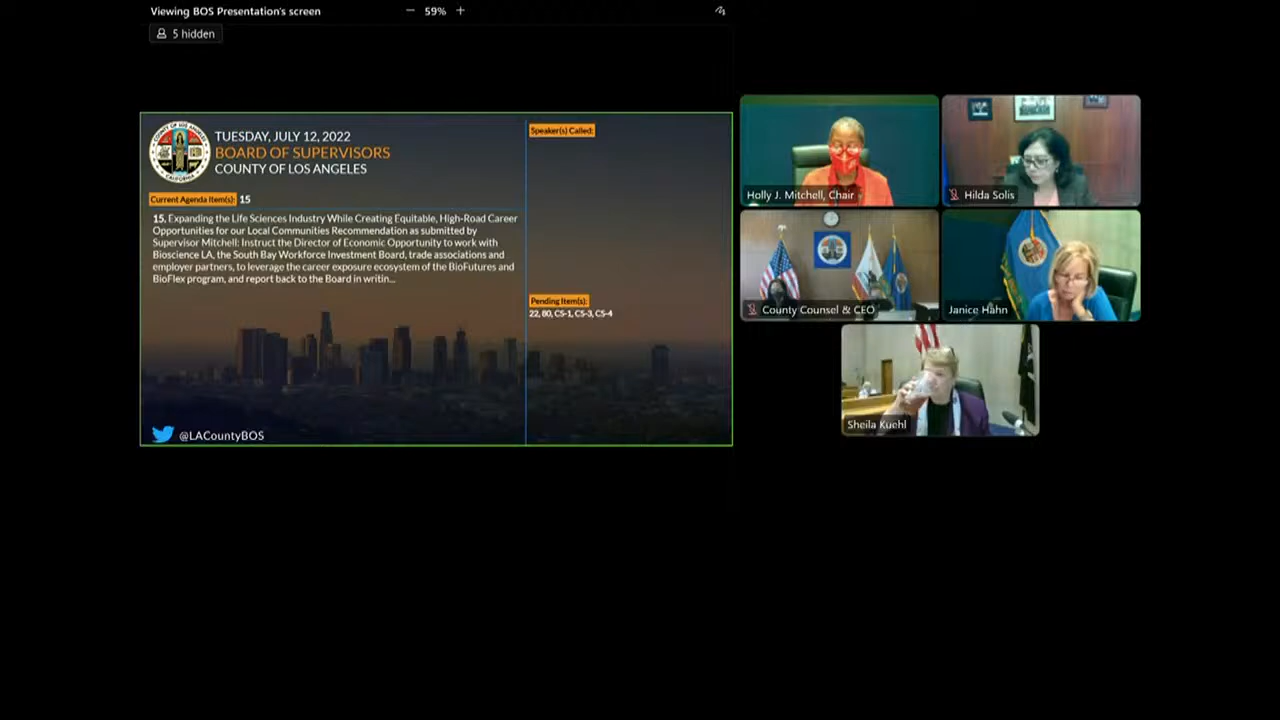 Viewing BOS Presentation's screen
— 59% +
5 hidden
TUESDAY, JULY 12, 2022
BOARD OF SUPERVISORS
COUNTY OF LOS ANGELES
Current Agenda Item(s): 15
15. Expanding the Life Sciences Industry While Creating Equitable, High-Road Career
Opportunities for our Local Communities Recommendation as submitted by
Supervisor Mitchell: Instruct the Director of Economic Opportunity to work with
Bioscience LA, the South Bay Workforce Investment Board, trade associations and
employer partners, to leverage the career exposure ecosystem of the BioFutures and
BioFlex program, and report back to the Board in writin...
Speaker(s) Called:
Pending Item(s):
22, 80, CS-1, CS-3, CS-4
@LACountyBOS
Holly J. Mitchell, Chair
Hilda Solis
County Counsel & CEO
Janice Hahn
Sheila Kuehl